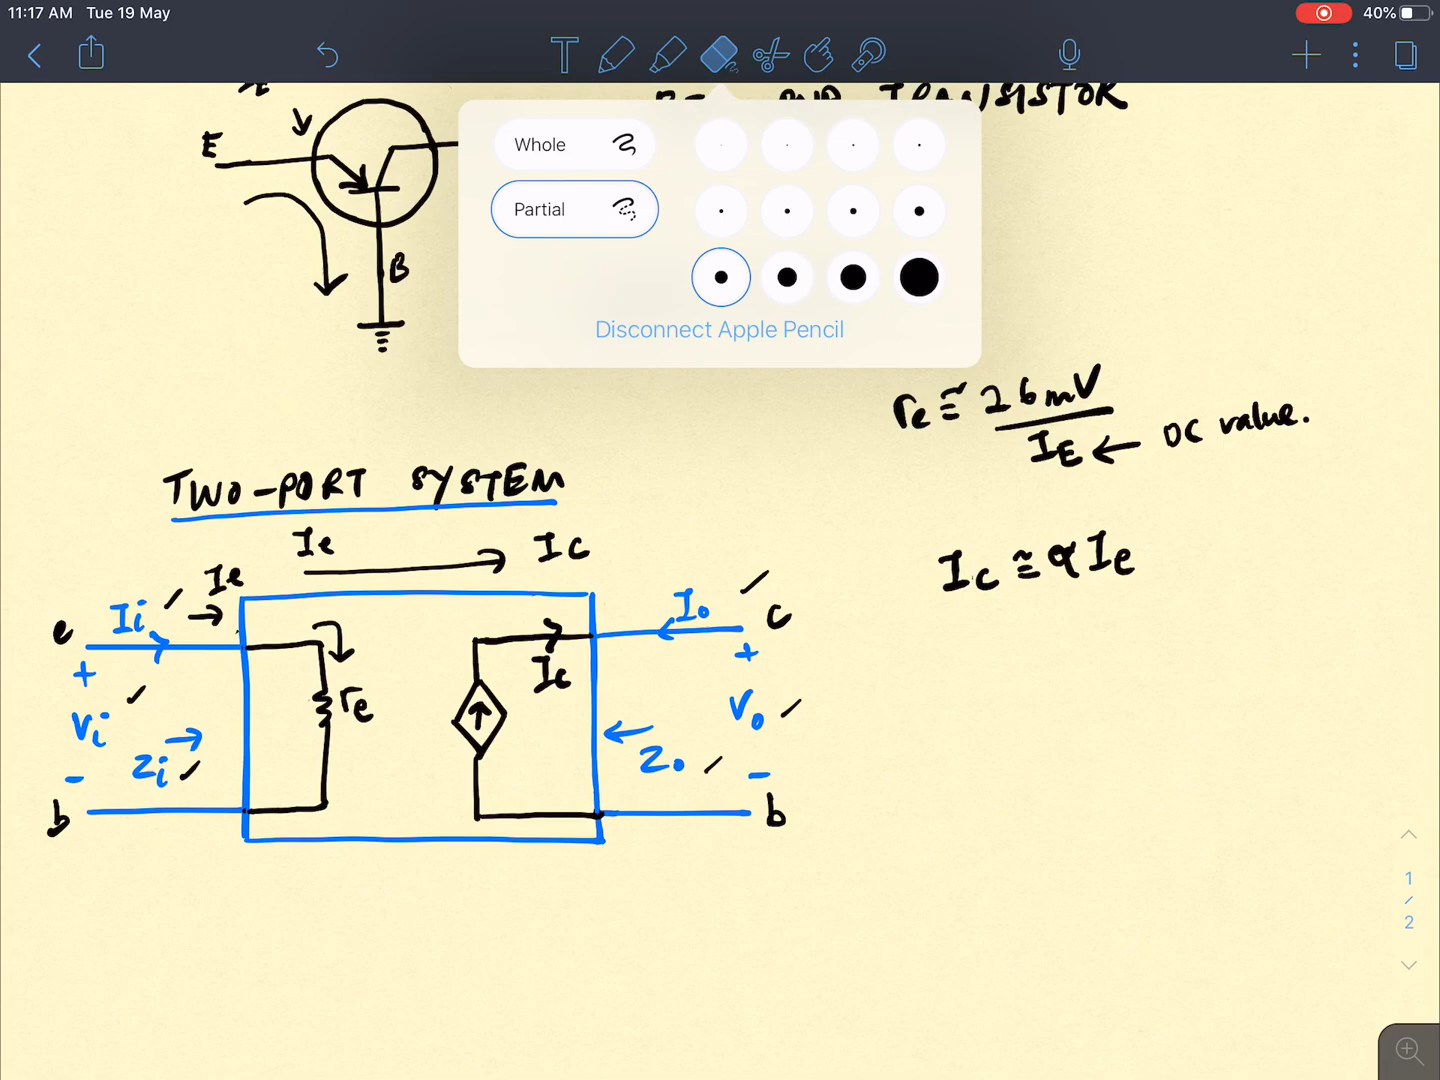 11:17 AM Tue 19 May
40%
T
TRANSISTOR
E
B
Whole
Partial
Disconnect Apple Pencil
re ≅ 26mV
IE ← DC value.
TWO-PORT SYSTEM
Ie → Ic
Ic ≅ αIe
Ie
e Ii
Io c
+
+
re
Ic
Vi
Vo
Zi
Zo
-
-
b
b
1
/
2